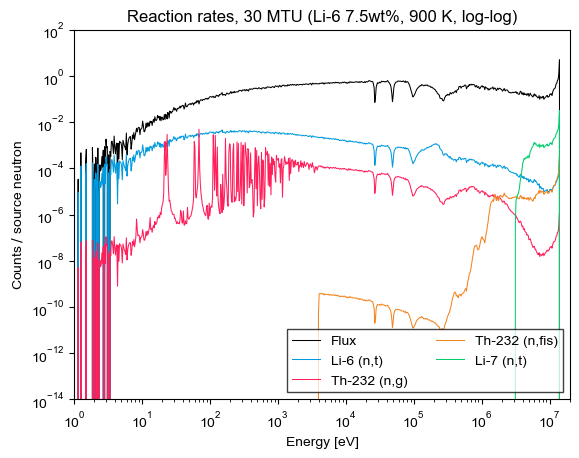 Reaction rates, 30 MTU (Li-6 7.5wt%, 900 K, log-log)
Counts / source neutron
10^2
10^0
10^-2
10^-4
10^-6
10^-8
10^-10
10^-12
10^-14
Flux
Li-6 (n,t)
Th-232 (n,g)
Th-232 (n,fis)
Li-7 (n,t)
10^0 10^1 10^2 10^3 10^4 10^5 10^6 10^7
Energy [eV]